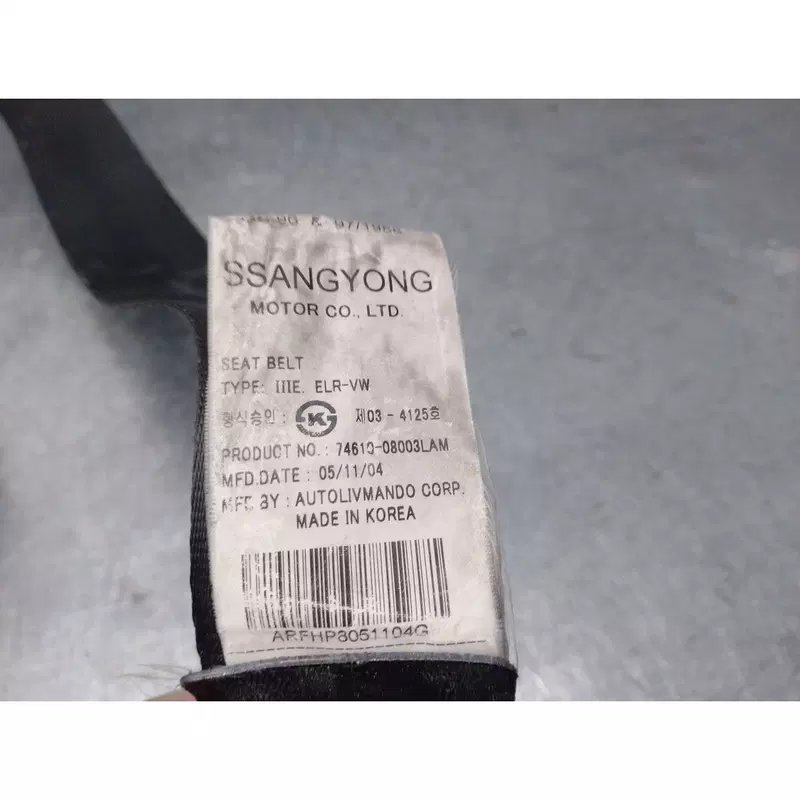 & 97/1988
SSANGYONG
MOTOR CO., LTD.
SEAT BELT
TYPE: IIIE. ELR-VW
형식승인 : 제03 - 4125호
PRODUCT NO. : 74610-08003LAM
MFD.DATE : 05/11/04
MFD BY : AUTOLIVMANDO CORP.
MADE IN KOREA